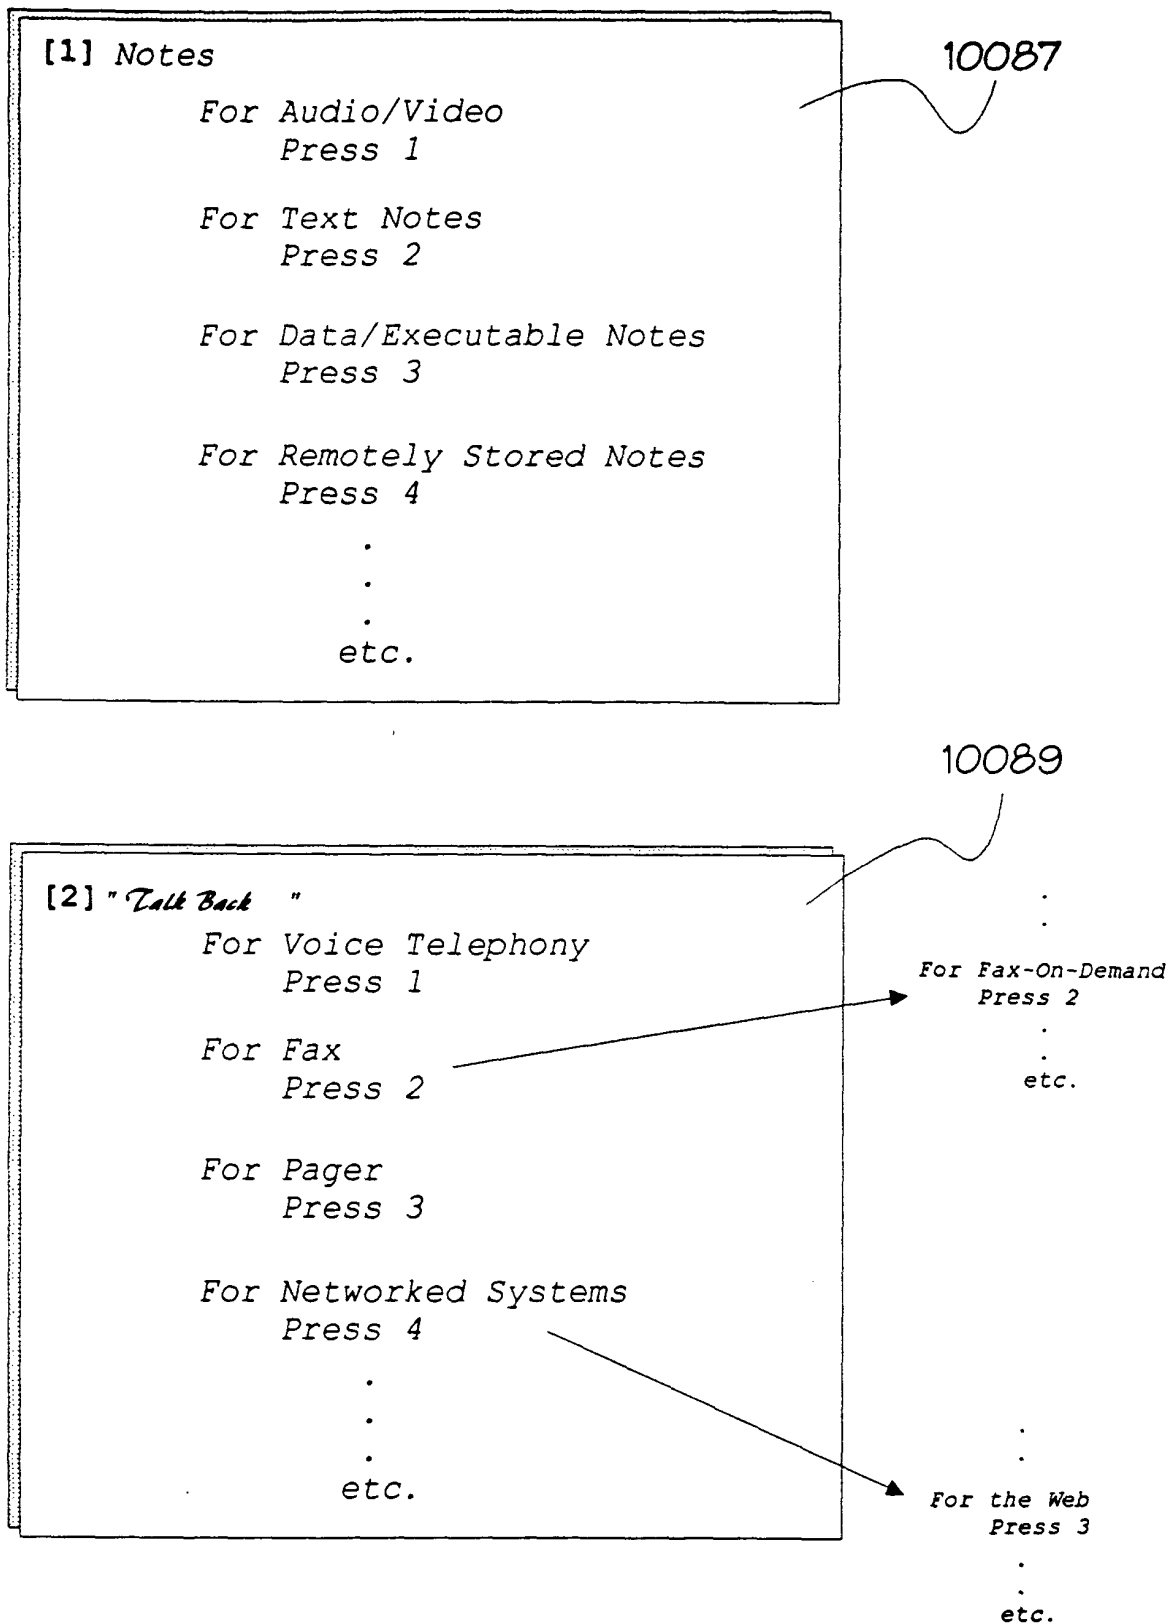 [1] Notes
10087
For Audio/Video
Press 1
For Text Notes
Press 2
For Data/Executable Notes
Press 3
For Remotely Stored Notes
Press 4
.
.
.
etc.
10089
[2] " Talk Back "
For Voice Telephony
Press 1
For Fax
Press 2
For Pager
Press 3
For Networked Systems
Press 4
.
.
.
etc.
.
.
For Fax-On-Demand
Press 2
.
.
etc.
.
.
For the Web
Press 3
.
.
etc.